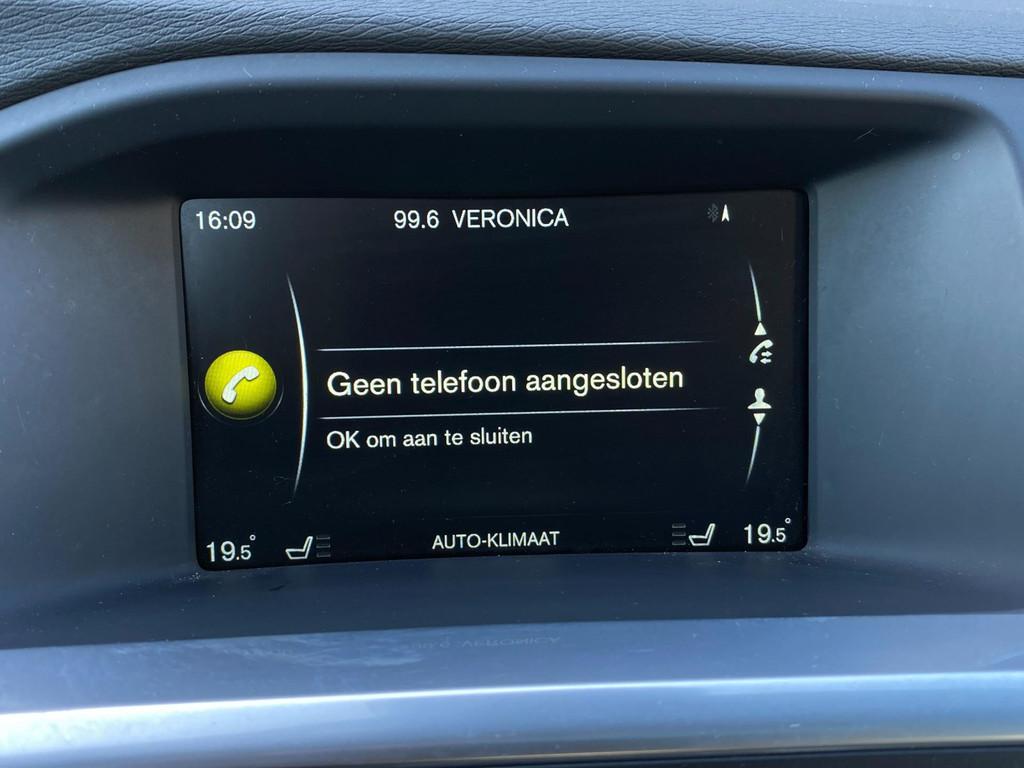 16:09 99.6 VERONICA
Geen telefoon aangesloten
OK om aan te sluiten
19.5° AUTO-KLIMAAT 19.5°